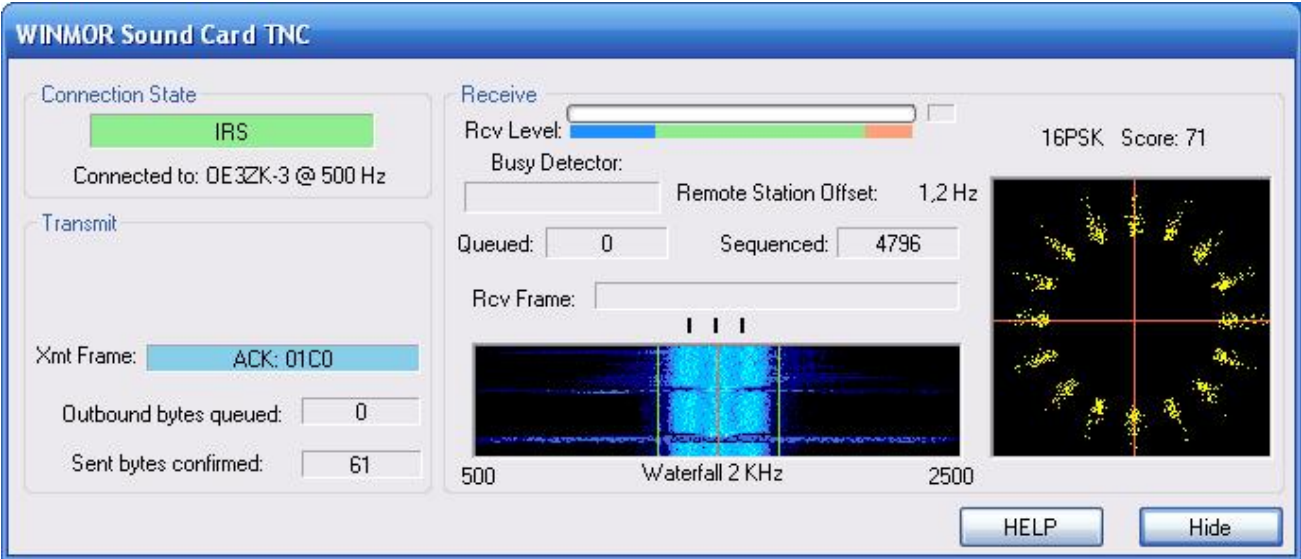 WINMOR Sound Card TNC
Connection State
IRS
Connected to: OE3ZK-3 @ 500 Hz
Transmit
Xmt Frame: ACK: 01C0
Outbound bytes queued: 0
Sent bytes confirmed: 61
Receive
Rcv Level:
Busy Detector:
Remote Station Offset: 1,2 Hz
Queued: 0 Sequenced: 4796
Rcv Frame:
500 Waterfall 2 KHz 2500
16PSK Score: 71
HELP Hide